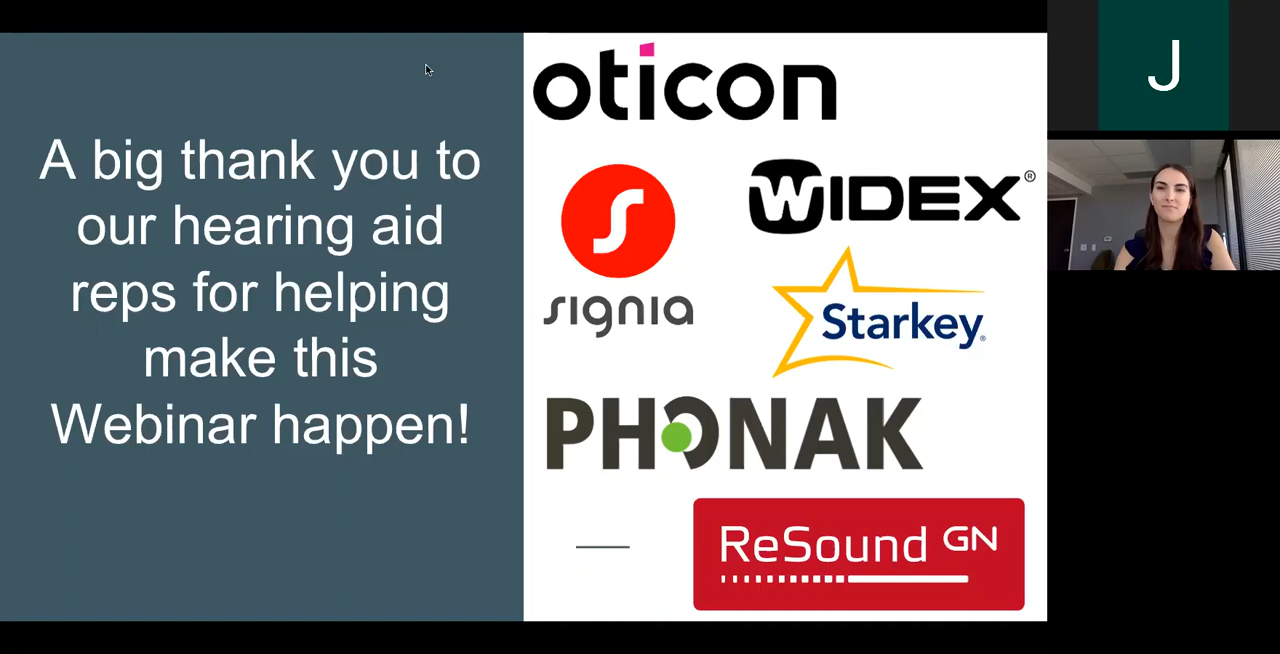 A big thank you to
our hearing aid
reps for helping
make this
Webinar happen!
oticon
signia
WIDEX®
Starkey®
PHONAK
ReSound GN
J